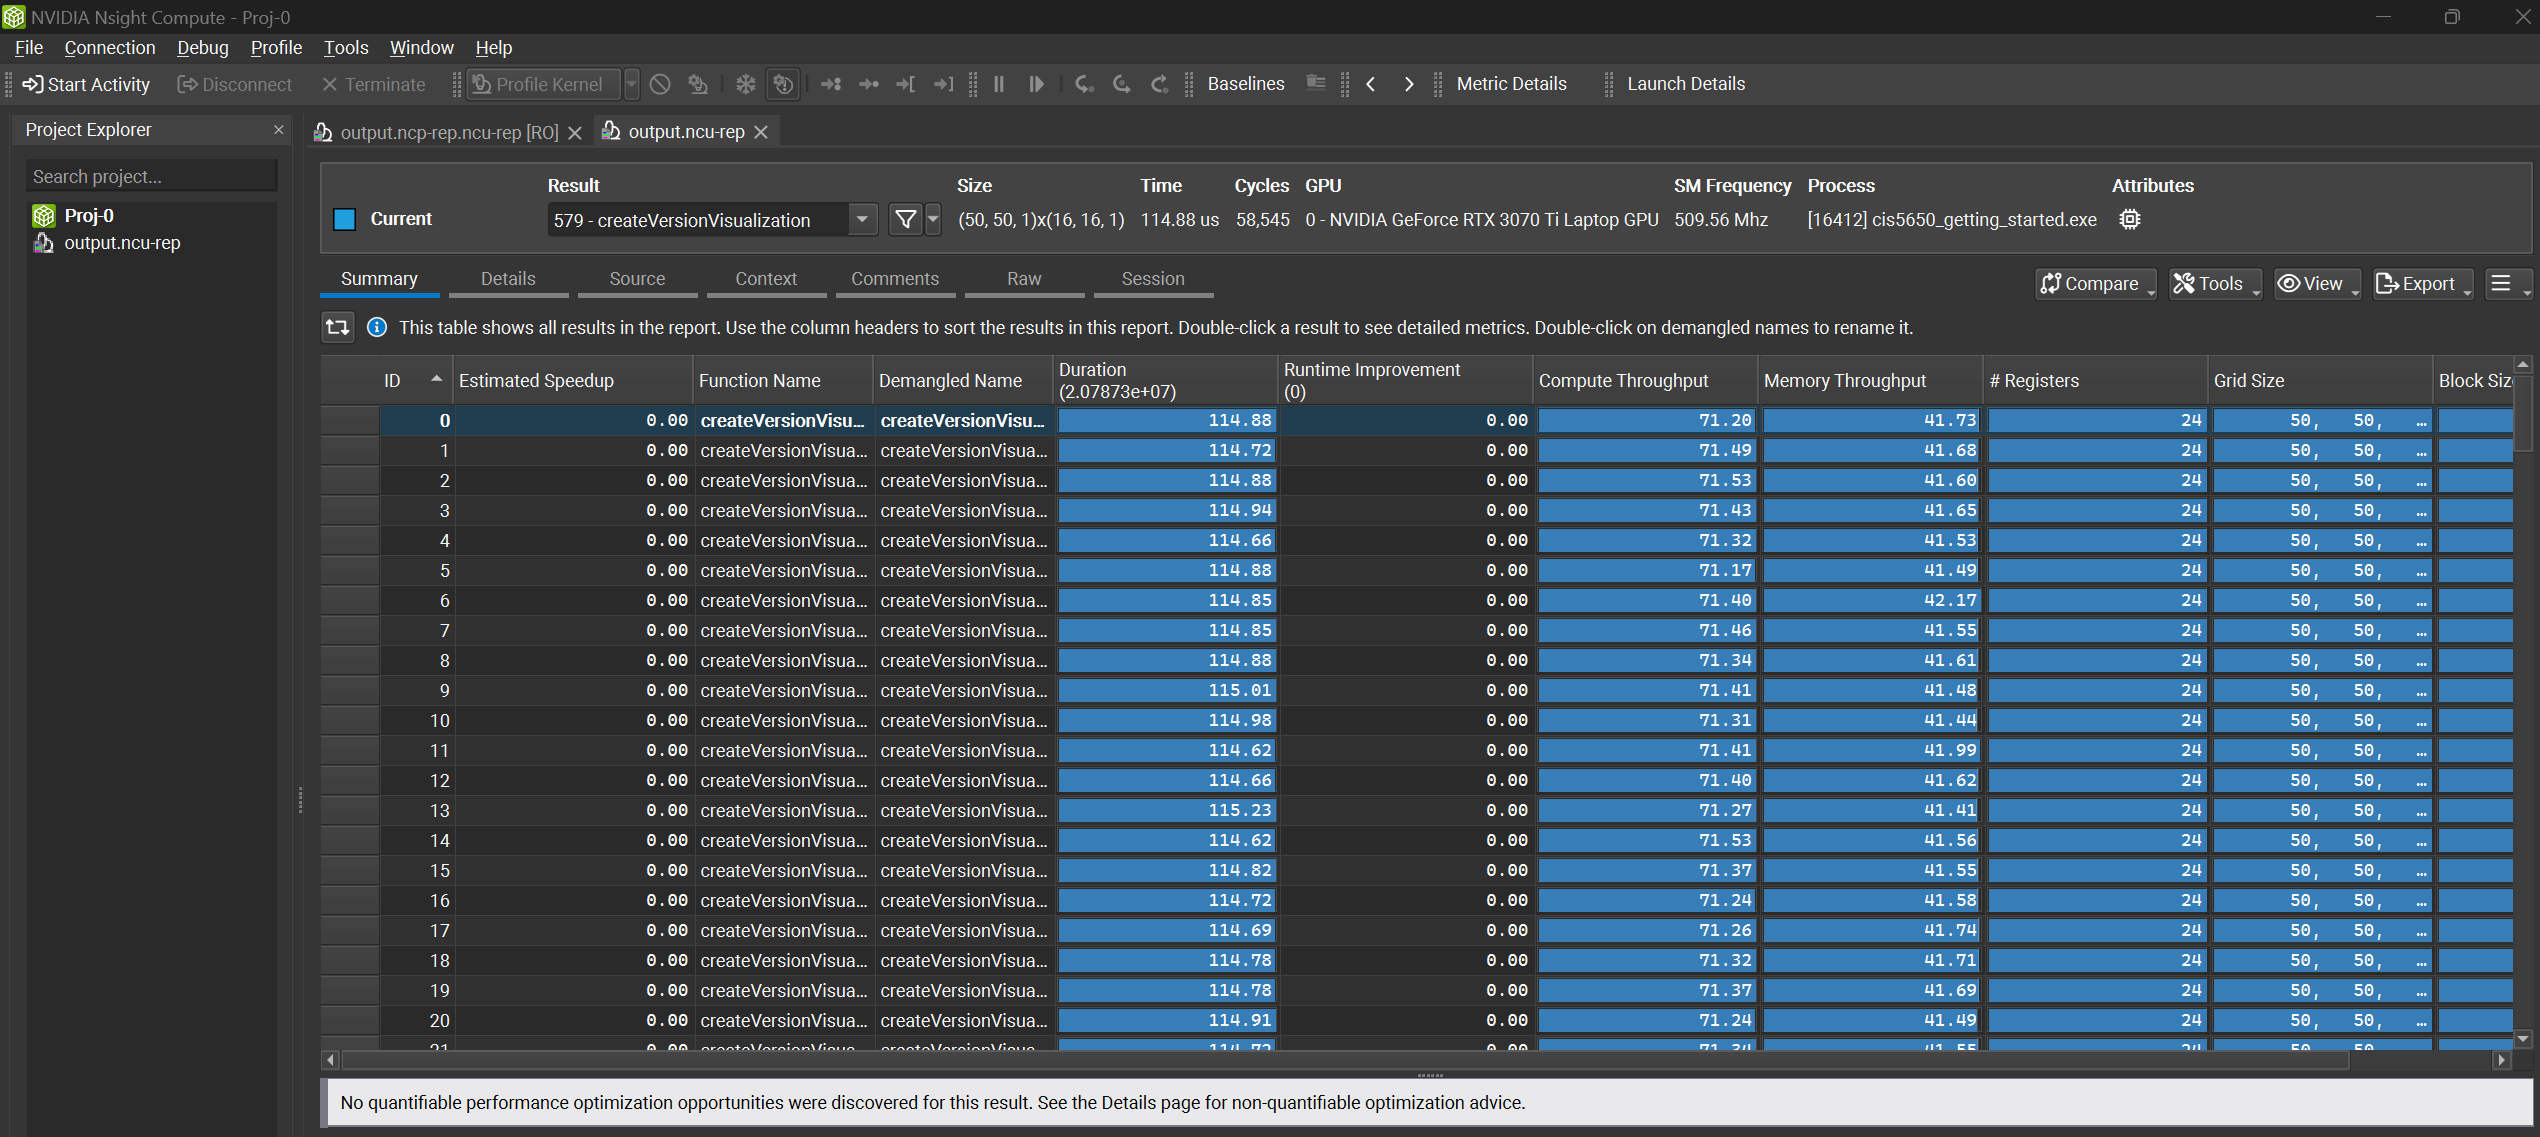 NVIDIA Nsight Compute - Proj-0
File Connection Debug Profile Tools Window Help
Start Activity Disconnect Terminate Profile Kernel Baselines Metric Details Launch Details
Project Explorer
output.ncp-rep.ncu-rep [RO] output.ncu-rep
Search project...
Proj-0
output.ncu-rep
Result Size Time Cycles GPU SM Frequency Process Attributes
Current 579 - createVersionVisualization (50, 50, 1)x(16, 16, 1) 114.88 us 58,545 0 - NVIDIA GeForce RTX 3070 Ti Laptop GPU 509.56 Mhz [16412] cis5650_getting_started.exe
Summary Details Source Context Comments Raw Session Compare Tools View Export
This table shows all results in the report. Use the column headers to sort the results in this report. Double-click a result to see detailed metrics. Double-click on demangled names to rename it.
ID Estimated Speedup Function Name Demangled Name Duration (2.07873e+07) Runtime Improvement (0) Compute Throughput Memory Throughput # Registers Grid Size Block Siz
0 0.00 createVersionVisu... createVersionVisu... 114.88 0.00 71.20 41.73 24 50, 50, ...
1 0.00 createVersionVisua... createVersionVisua... 114.72 0.00 71.49 41.68 24 50, 50, ...
2 0.00 createVersionVisua... createVersionVisua... 114.88 0.00 71.53 41.60 24 50, 50, ...
3 0.00 createVersionVisua... createVersionVisua... 114.94 0.00 71.43 41.65 24 50, 50, ...
4 0.00 createVersionVisua... createVersionVisua... 114.66 0.00 71.32 41.53 24 50, 50, ...
5 0.00 createVersionVisua... createVersionVisua... 114.88 0.00 71.17 41.49 24 50, 50, ...
6 0.00 createVersionVisua... createVersionVisua... 114.85 0.00 71.40 42.17 24 50, 50, ...
7 0.00 createVersionVisua... createVersionVisua... 114.85 0.00 71.46 41.55 24 50, 50, ...
8 0.00 createVersionVisua... createVersionVisua... 114.88 0.00 71.34 41.61 24 50, 50, ...
9 0.00 createVersionVisua... createVersionVisua... 115.01 0.00 71.41 41.48 24 50, 50, ...
10 0.00 createVersionVisua... createVersionVisua... 114.98 0.00 71.31 41.44 24 50, 50, ...
11 0.00 createVersionVisua... createVersionVisua... 114.62 0.00 71.41 41.99 24 50, 50, ...
12 0.00 createVersionVisua... createVersionVisua... 114.66 0.00 71.40 41.62 24 50, 50, ...
13 0.00 createVersionVisua... createVersionVisua... 115.23 0.00 71.27 41.41 24 50, 50, ...
14 0.00 createVersionVisua... createVersionVisua... 114.62 0.00 71.53 41.56 24 50, 50, ...
15 0.00 createVersionVisua... createVersionVisua... 114.82 0.00 71.37 41.55 24 50, 50, ...
16 0.00 createVersionVisua... createVersionVisua... 114.72 0.00 71.24 41.58 24 50, 50, ...
17 0.00 createVersionVisua... createVersionVisua... 114.69 0.00 71.26 41.74 24 50, 50, ...
18 0.00 createVersionVisua... createVersionVisua... 114.78 0.00 71.32 41.71 24 50, 50, ...
19 0.00 createVersionVisua... createVersionVisua... 114.78 0.00 71.37 41.69 24 50, 50, ...
20 0.00 createVersionVisua... createVersionVisua... 114.91 0.00 71.24 41.49 24 50, 50, ...
No quantifiable performance optimization opportunities were discovered for this result. See the Details page for non-quantifiable optimization advice.